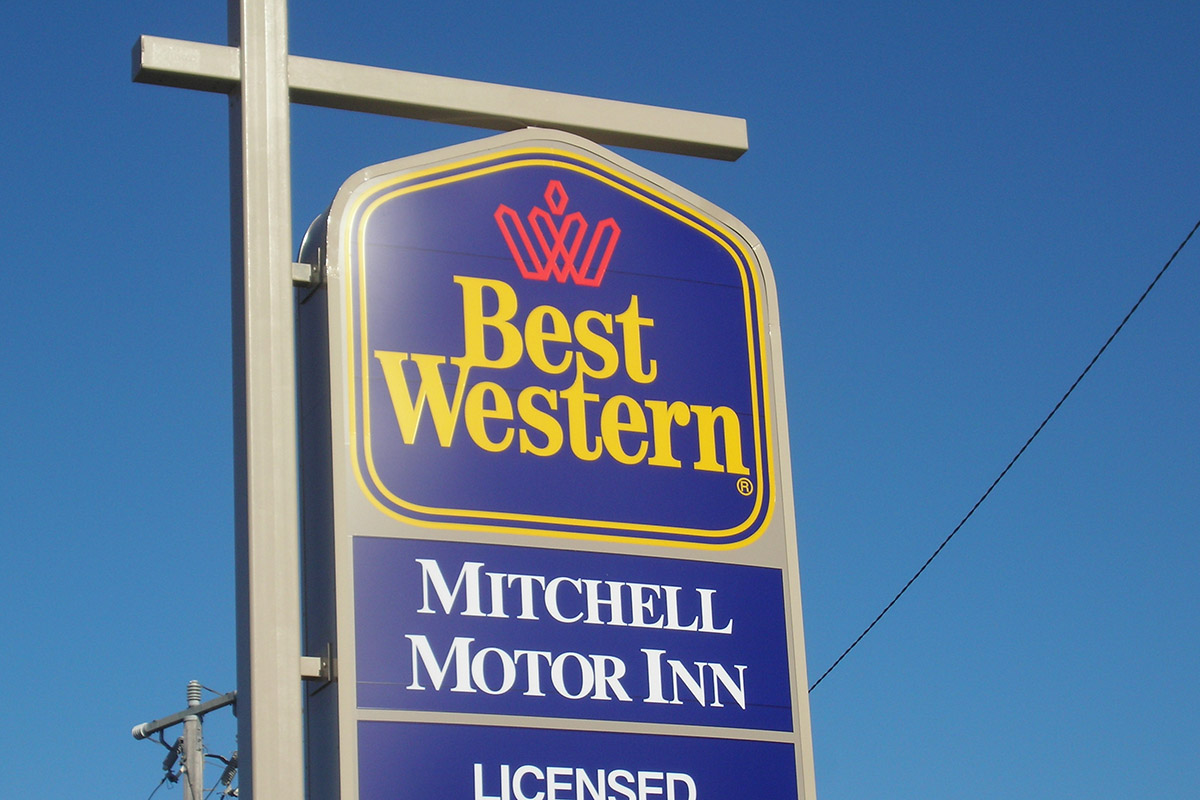 Best
Western
®
MITCHELL
MOTOR INN
LICENSED